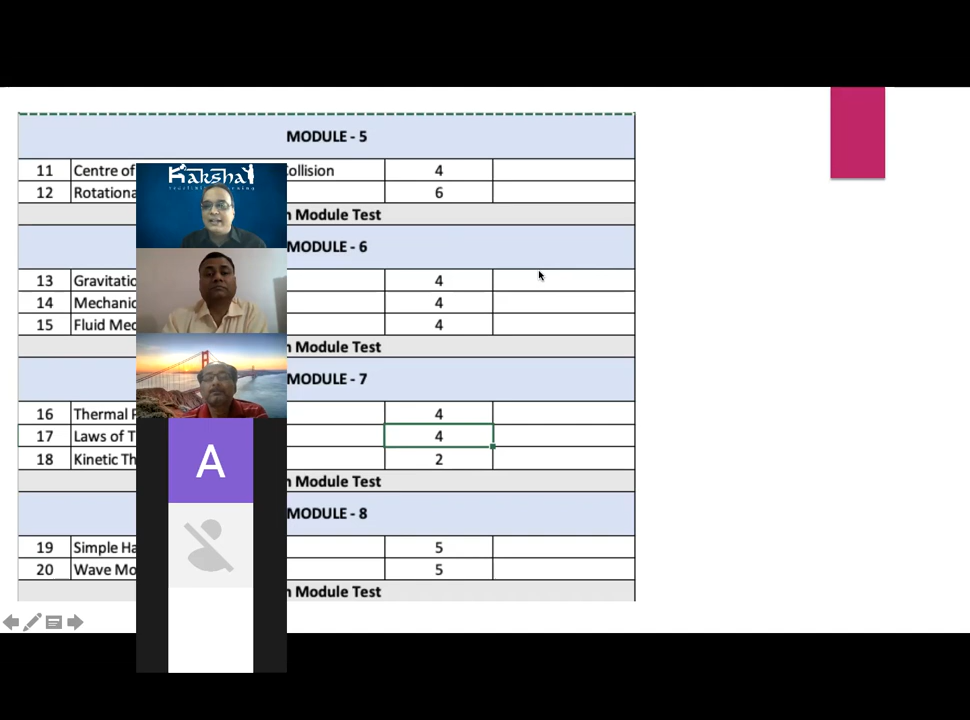 MODULE - 5
11 Centre of Collision 4
12 Rotationa 6
n Module Test
MODULE - 6
13 Gravitatio 4
14 Mechanic 4
15 Fluid Mec 4
n Module Test
MODULE - 7
16 Thermal P 4
17 Laws of T 4
18 Kinetic Th 2
n Module Test
MODULE - 8
19 Simple Ha 5
20 Wave Mo 5
n Module Test
Rakshal
A